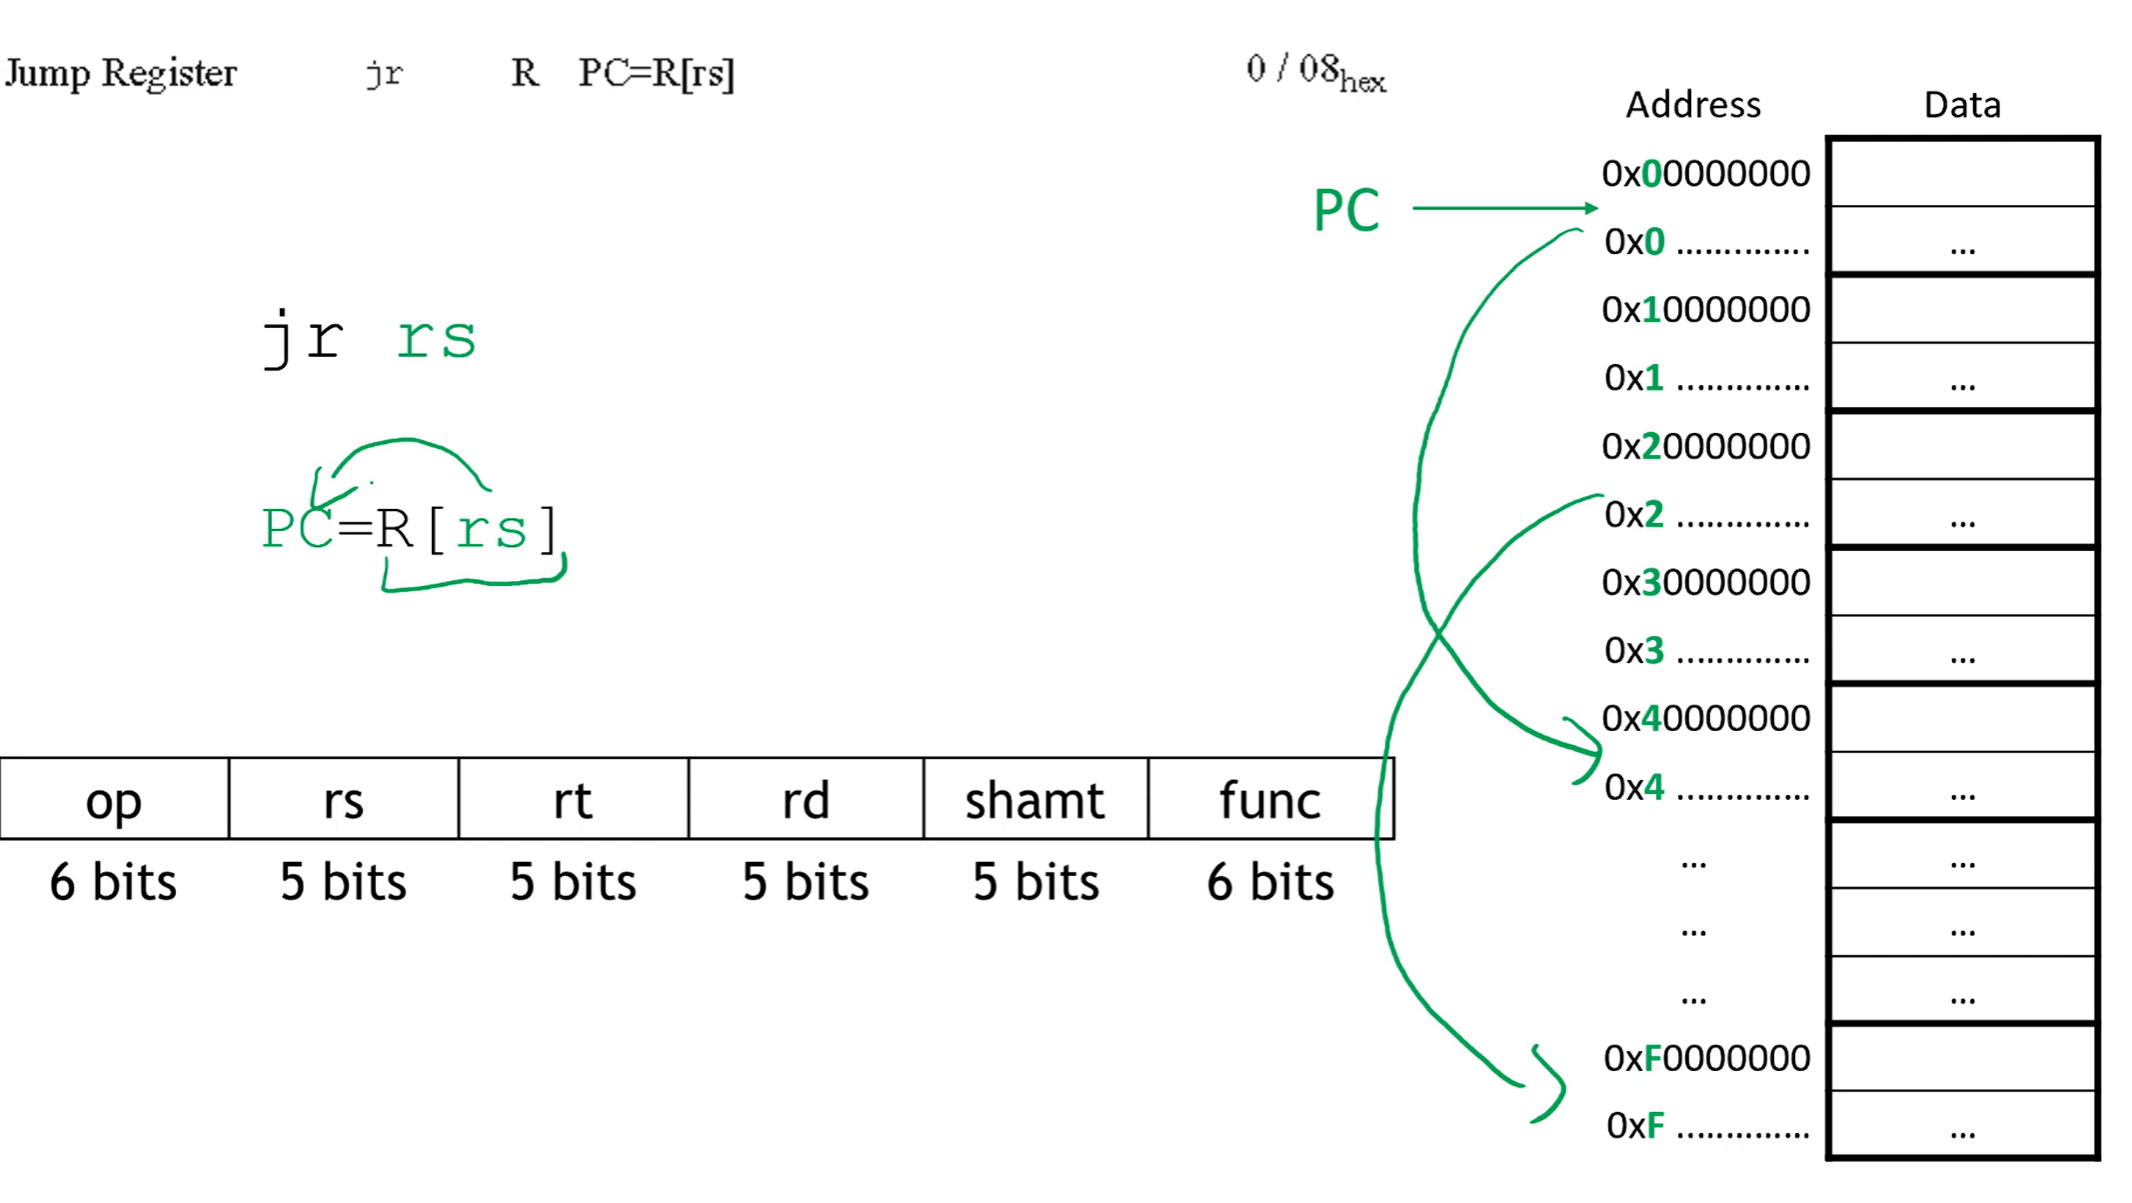 Jump Register jr R PC=R[rs] 0 / 08hex
jr rs
PC=R[rs]
op rs rt rd shamt func
6 bits 5 bits 5 bits 5 bits 5 bits 6 bits
PC
Address Data
0x00000000
0x0 .............. ...
0x10000000
0x1 .............. ...
0x20000000
0x2 .............. ...
0x30000000
0x3 .............. ...
0x40000000
0x4 .............. ...
... ...
... ...
... ...
0xF0000000
0xF .............. ...